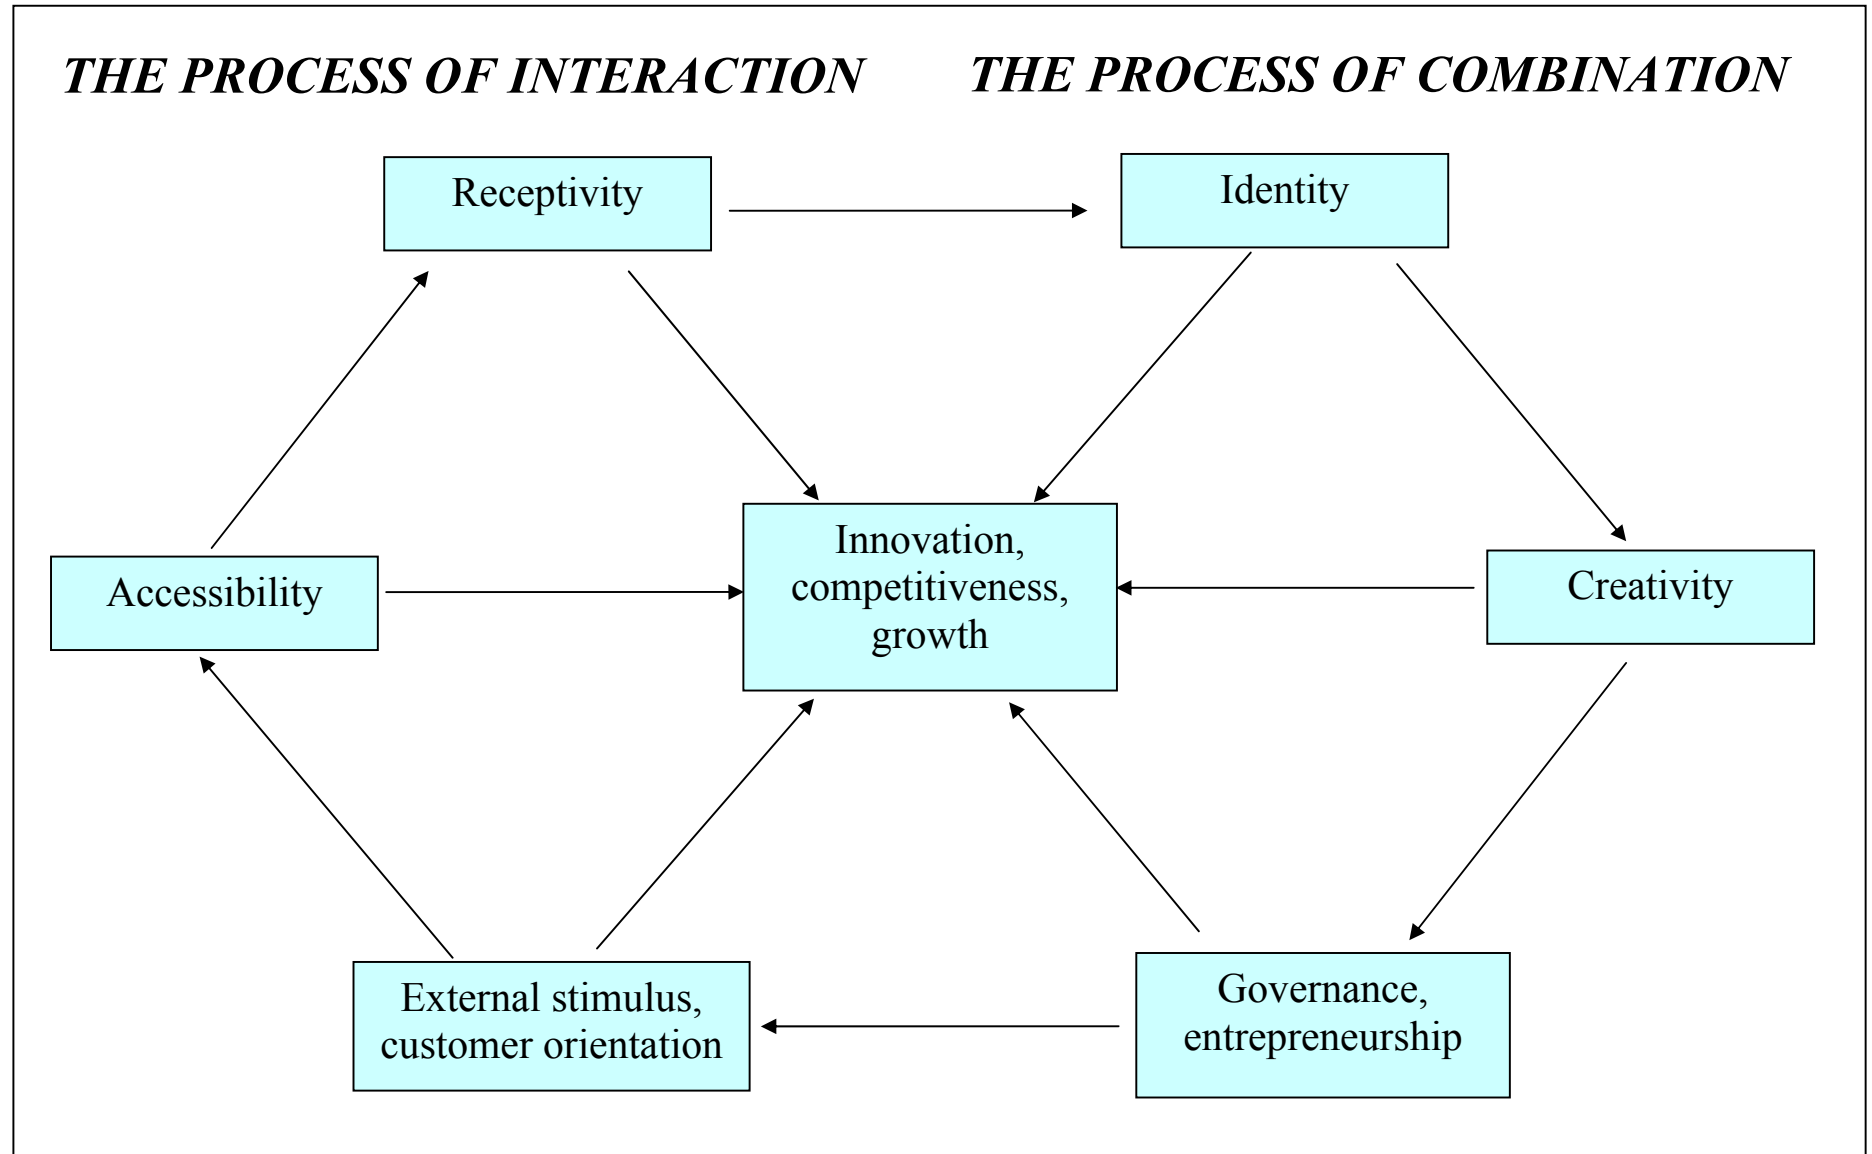 THE PROCESS OF INTERACTION
THE PROCESS OF COMBINATION
Receptivity
Identity
Accessibility
Innovation,
competitiveness,
growth
Creativity
External stimulus,
customer orientation
Governance,
entrepreneurship